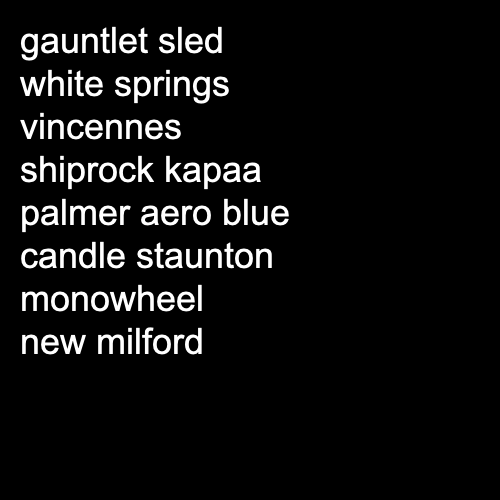 gauntlet sled
white springs
vincennes
shiprock kapaa
palmer aero blue
candle staunton
monowheel
new milford